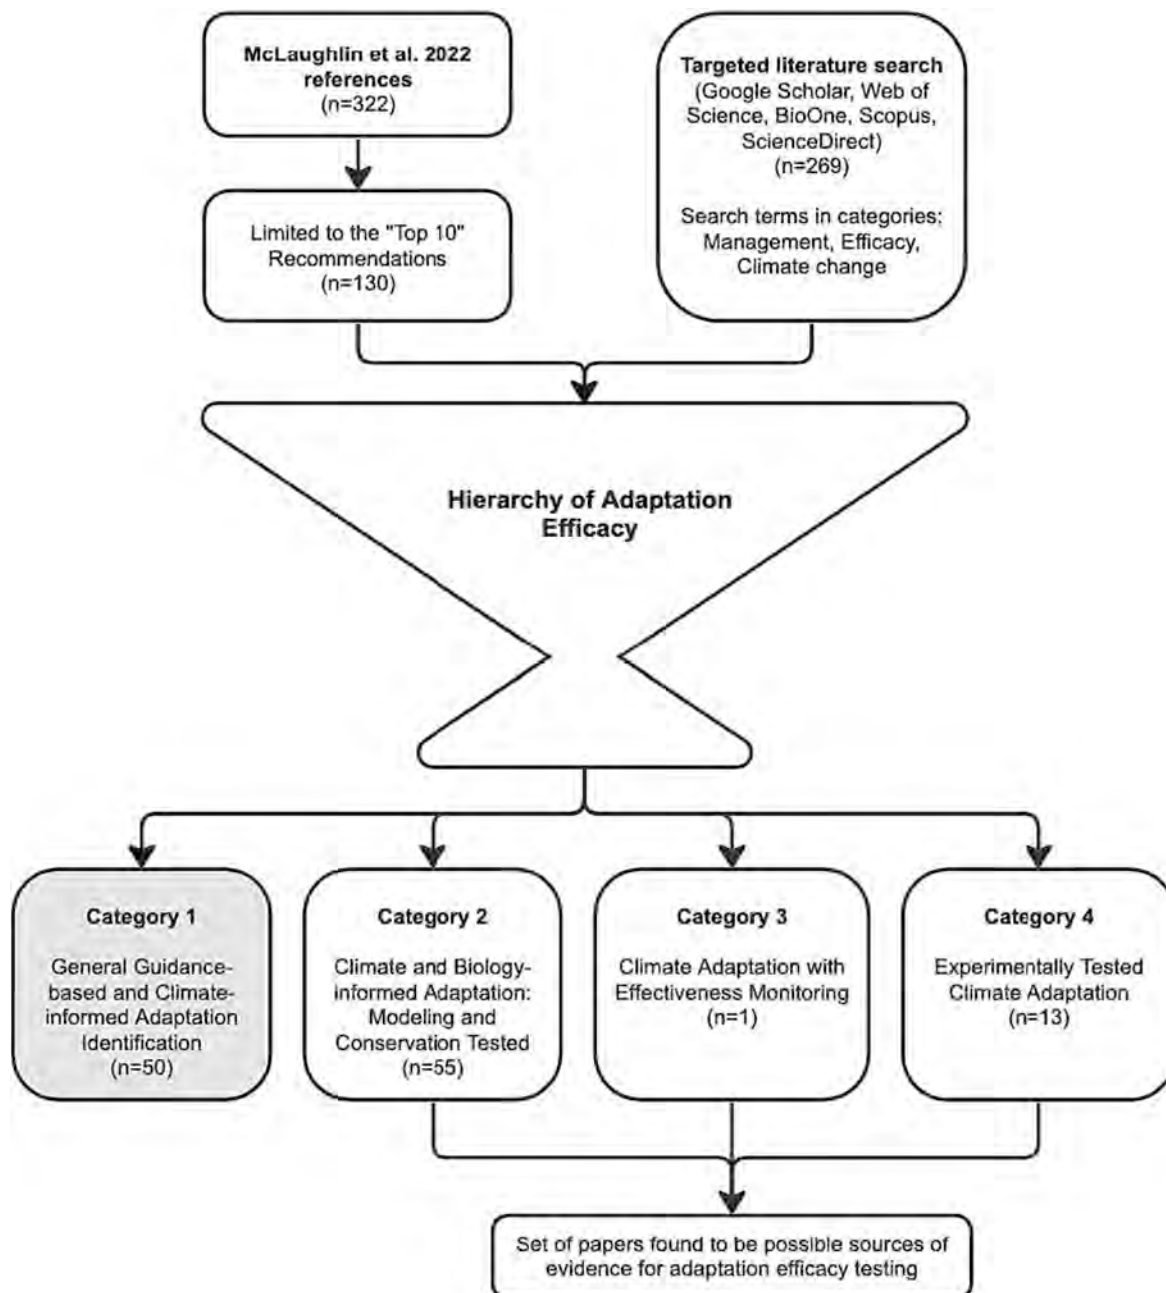 McLaughlin et al. 2022
references
(n=322)
Targeted literature search
(Google Scholar, Web of
Science, BioOne, Scopus,
ScienceDirect)
(n=269)
Search terms in categories:
Management, Efficacy,
Climate change
Limited to the "Top 10"
Recommendations
(n=130)
Hierarchy of Adaptation
Efficacy
Category 1
General Guidance-
based and Climate-
informed Adaptation
Identification
(n=50)
Category 2
Climate and Biology-
informed Adaptation:
Modeling and
Conservation Tested
(n=55)
Category 3
Climate Adaptation with
Effectiveness Monitoring
(n=1)
Category 4
Experimentally Tested
Climate Adaptation
(n=13)
Set of papers found to be possible sources of
evidence for adaptation efficacy testing